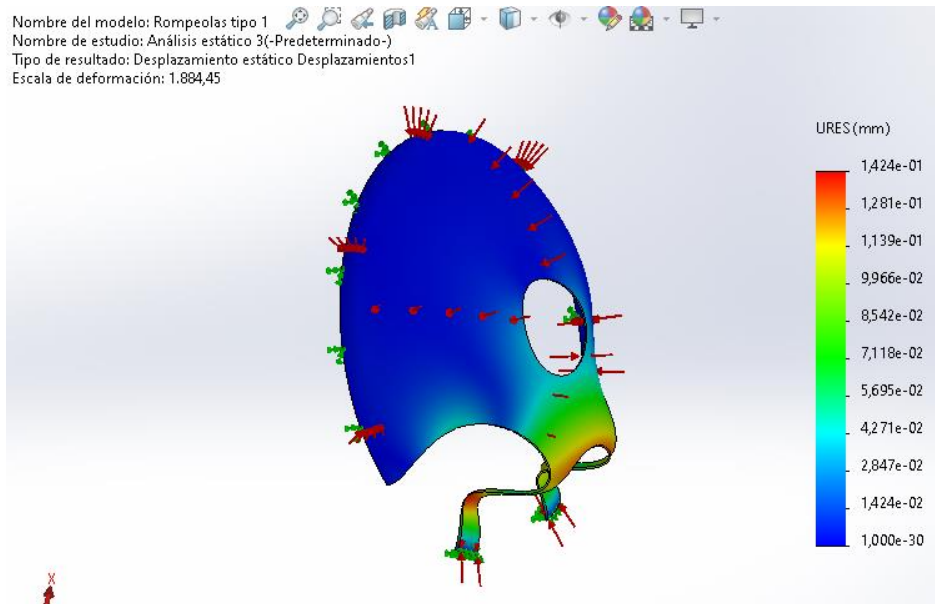 Nombre del modelo: Rompeolas tipo 1
Nombre de estudio: Análisis estático 3(-Predeterminado-)
Tipo de resultado: Desplazamiento estático Desplazamientos1
Escala de deformación: 1.884,45
URES (mm)
1,424e-01
1,281e-01
1,139e-01
9,966e-02
8,542e-02
7,118e-02
5,695e-02
4,271e-02
2,847e-02
1,424e-02
1,000e-30
X